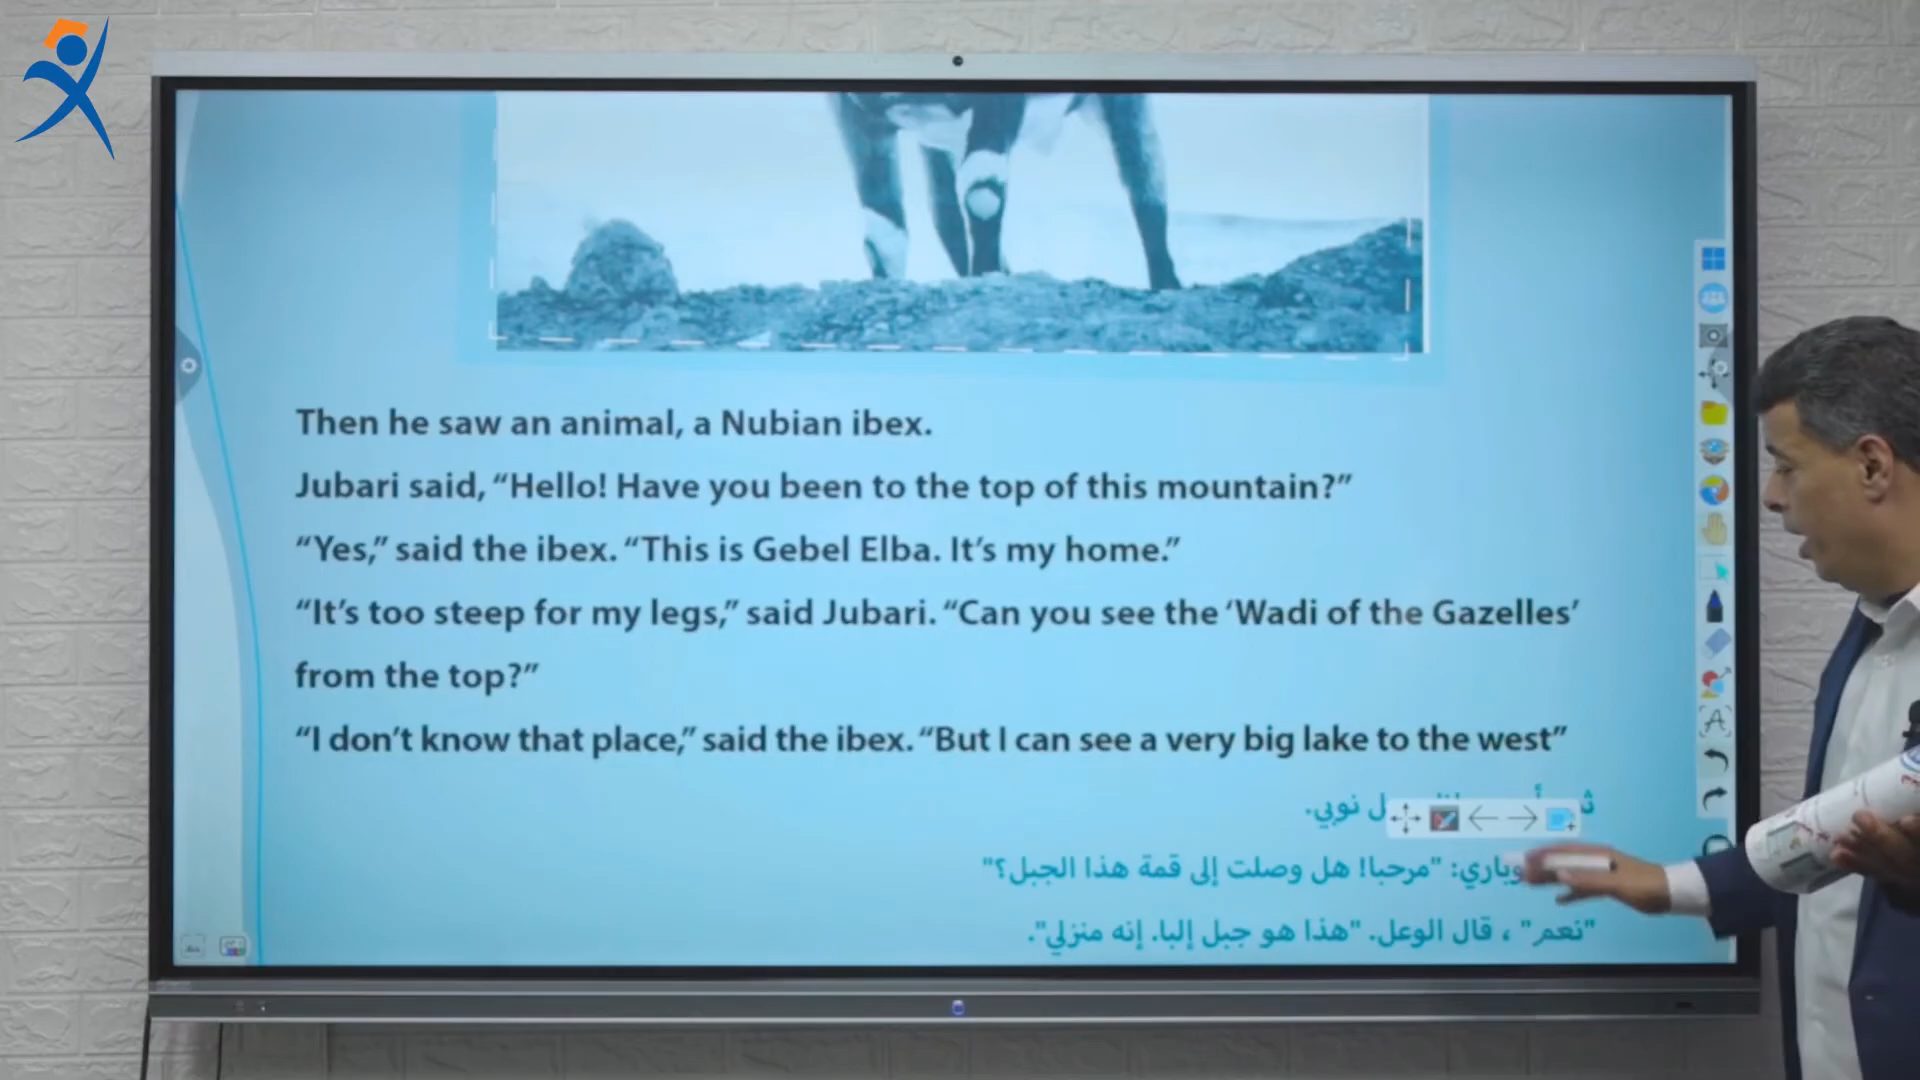 Then he saw an animal, a Nubian ibex.
Jubari said, “Hello! Have you been to the top of this mountain?”
“Yes,” said the ibex. “This is Gebel Elba. It’s my home.”
“It’s too steep for my legs,” said Jubari. “Can you see the ‘Wadi of the Gazelles’
from the top?”
“I don’t know that place,” said the ibex. “But I can see a very big lake to the west”
نوبي.
"مرحبا! هل وصلت إلى قمة هذا الجبل؟"
"نعم" ، قال الوعل. "هذا هو جبل إلبا. إنه منزلي".